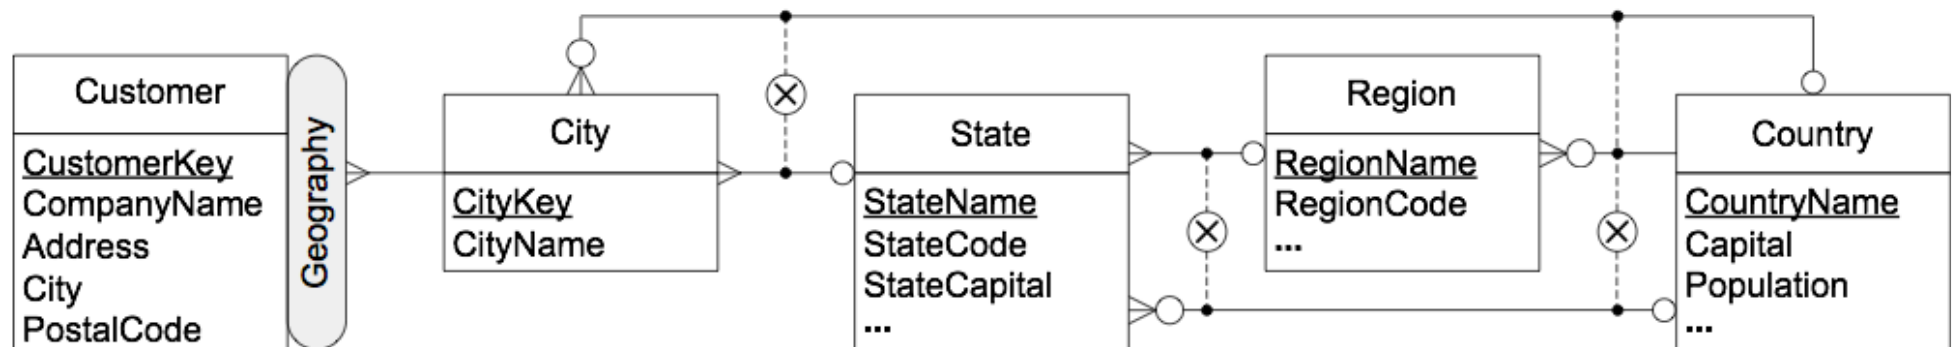 Customer
CustomerKey
CompanyName
Address
City
PostalCode
Geography
City
CityKey
CityName
State
StateName
StateCode
StateCapital
...
Region
RegionName
RegionCode
...
Country
CountryName
Capital
Population
...